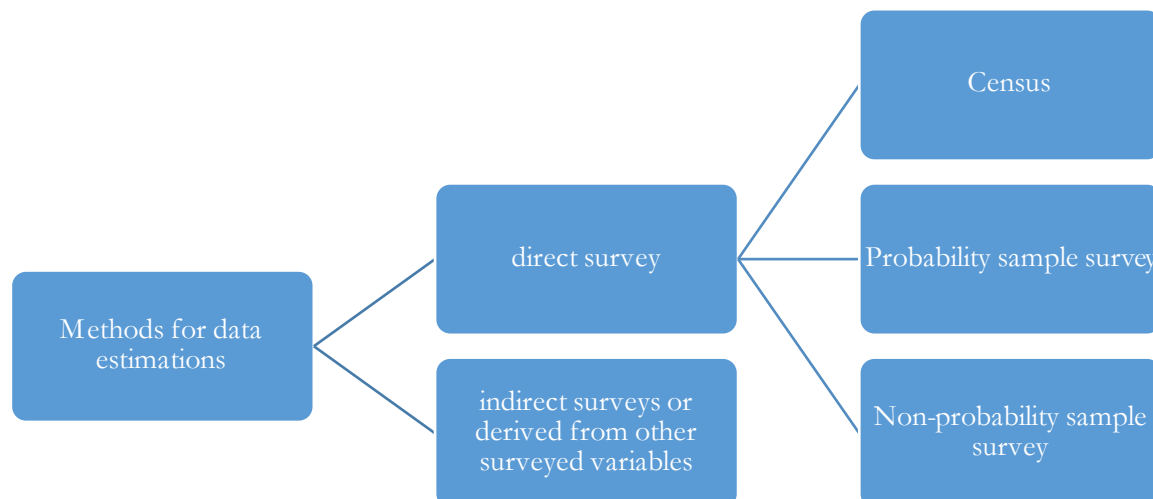 Methods for data
estimations
direct survey
indirect surveys or
derived from other
surveyed variables
Census
Probability sample survey
Non-probability sample
survey